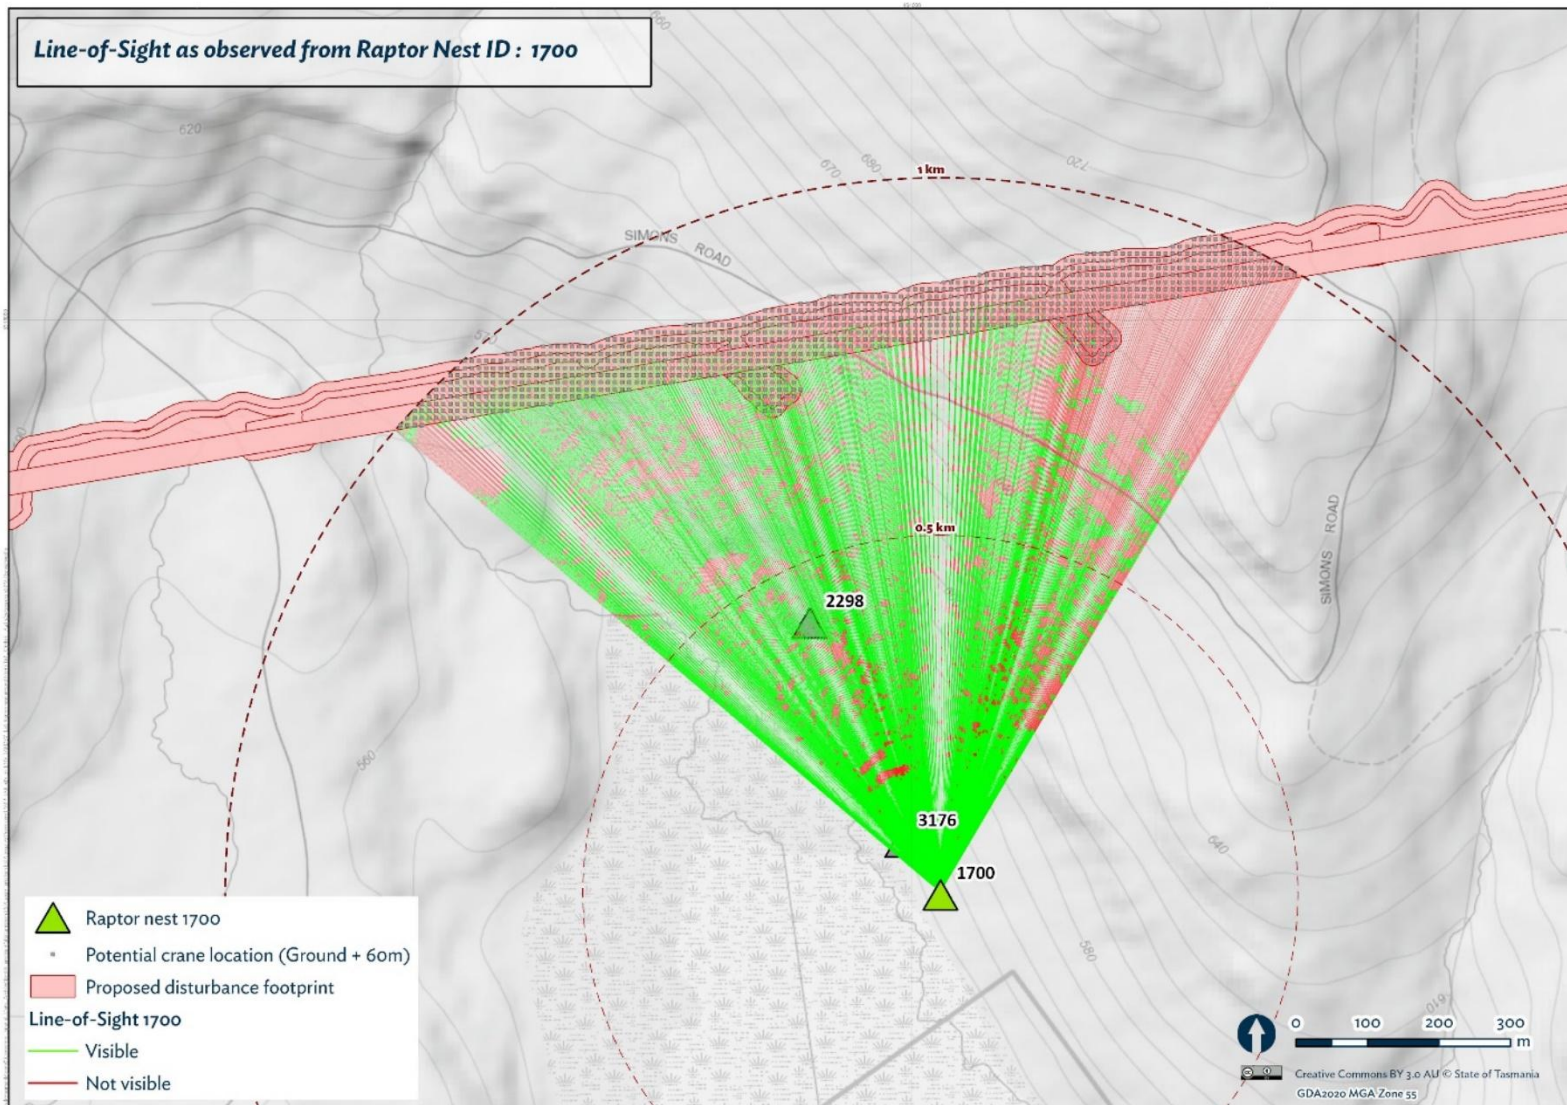 Line-of-Sight as observed from Raptor Nest ID : 1700
660
620
670
680
720
1 km
SIMONS ROAD
0.5 km
2298
SIMONS ROAD
560
3176
1700
640
580
610
Raptor nest 1700
Potential crane location (Ground + 60m)
Proposed disturbance footprint
Line-of-Sight 1700
Visible
Not visible
0 100 200 300
m
Creative Commons BY 3.0 AU © State of Tasmania
GDA2020 MGA Zone 55